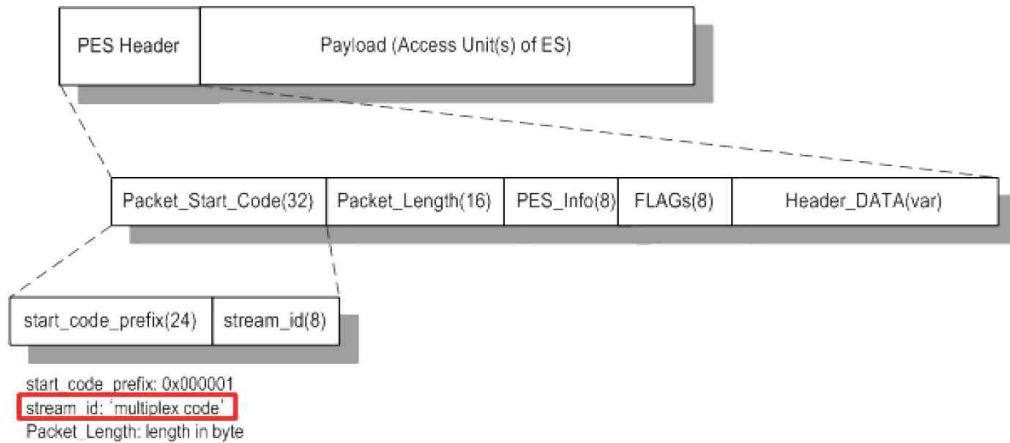 PES Header
Payload (Access Unit(s) of ES)
Packet_Start_Code(32)
Packet_Length(16)
PES_Info(8)
FLAGs(8)
Header_DATA(var)
start_code_prefix(24)
stream_id(8)
start_code_prefix: 0x000001
stream_id: ‘multiplex code’
Packet_Length: length in byte